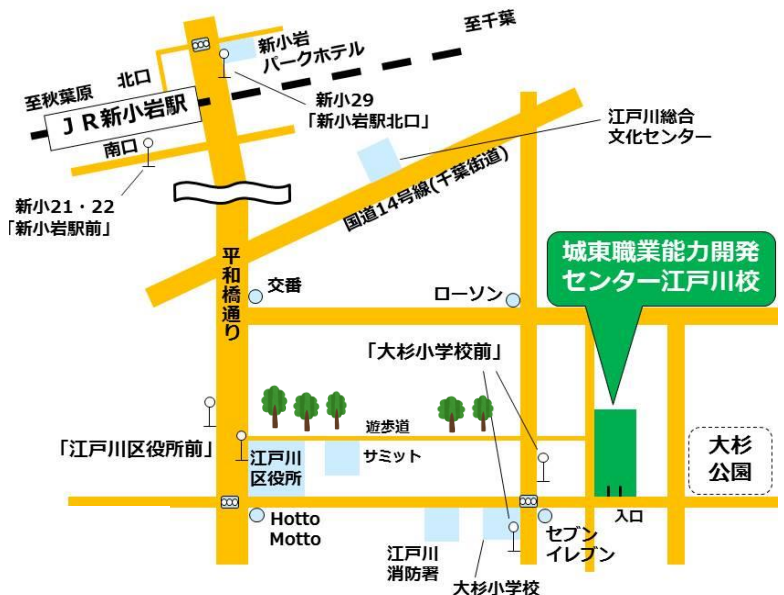 至千葉
新小岩
パークホテル
北口
至秋葉原
ＪＲ新小岩駅
新小29
「新小岩駅北口」
南口
新小21・22
「新小岩駅前」
江戸川総合
文化センター
国道14号線(千葉街道)
城東職業能力開発
センター江戸川校
平和橋通り
交番
ローソン
「大杉小学校前」
遊歩道
「江戸川区役所前」
江戸川
区役所
サミット
大杉
公園
Hotto
Motto
江戸川
消防署
大杉小学校
セブン
イレブン
入口